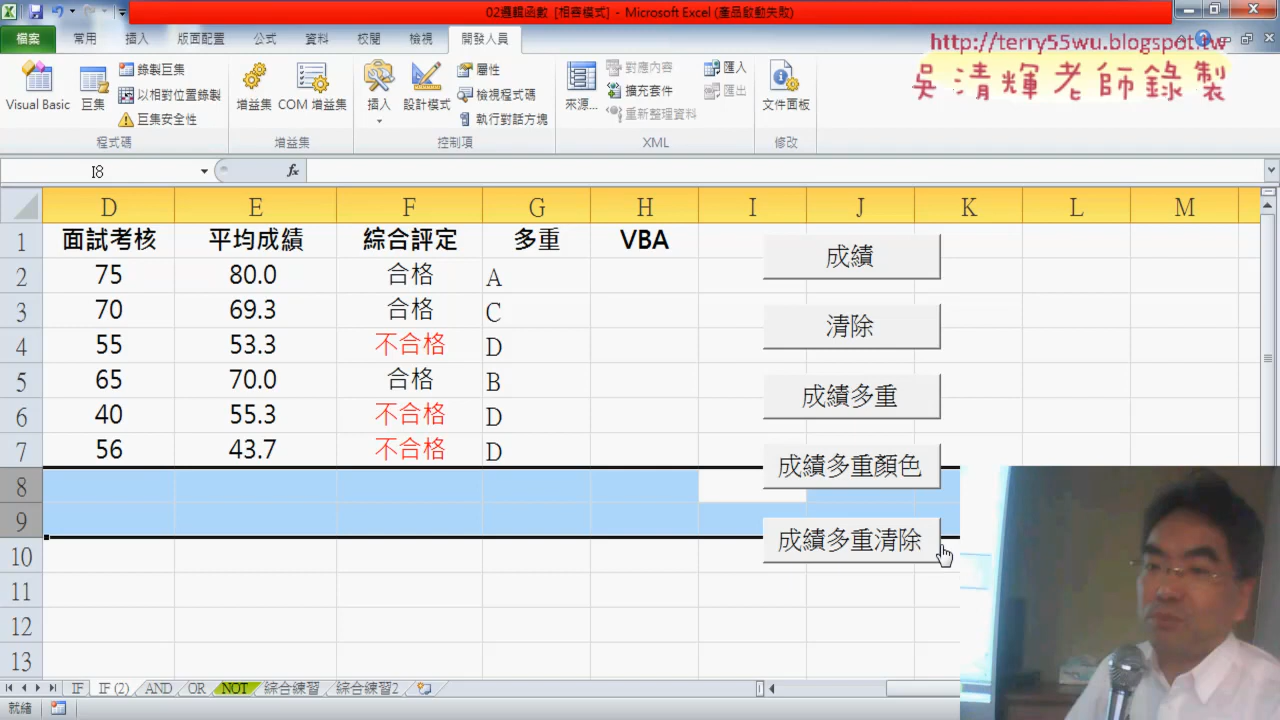 02邏輯函數 [相容模式] - Microsoft Excel (產品啟動失敗)
檔案 常用 插入 版面配置 公式 資料 校閱 檢視 開發人員
http://terry55wu.blogspot.tw
吳清輝老師錄製
Visual Basic 巨集 錄製巨集 以相對位置錄製 巨集安全性
增益集 COM 增益集
插入 設計模式 屬性 檢視程式碼 執行對話方塊
來源... 對應內容 擴充套件 重新整理資料 匯入 匯出
文件面板
程式碼 增益集 控制項 XML 修改
I8 fx
D E F G H I J K L M
1 面試考核 平均成績 綜合評定 多重 VBA
2 75 80.0 合格 A
3 70 69.3 合格 C
4 55 53.3 不合格 D
5 65 70.0 合格 B
6 40 55.3 不合格 D
7 56 43.7 不合格 D
8
9
10
11
12
13
成績
清除
成績多重
成績多重顏色
成績多重清除
IF IF (2) AND OR NOT 綜合練習 綜合練習2
就緒